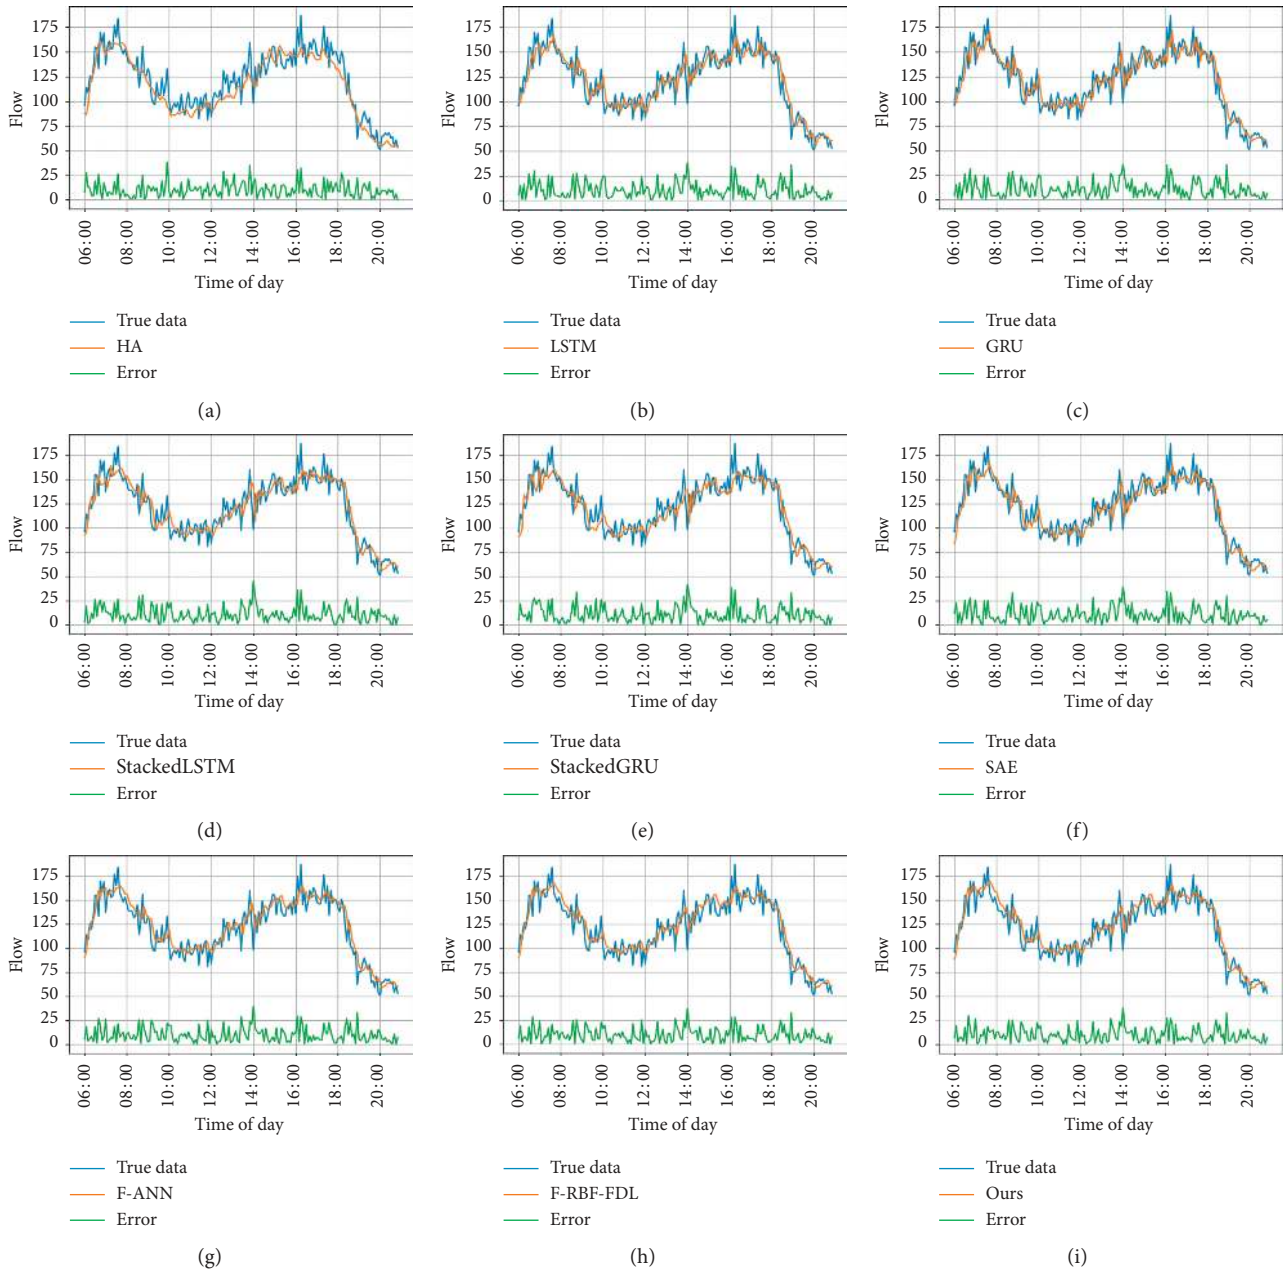 175
150
125
100
75
50
25
0
Flow
06:00
08:00
10:00
12:00
14:00
16:00
18:00
20:00
Time of day
True data
HA
Error
(a)
175
150
125
100
75
50
25
0
Flow
06:00
08:00
10:00
12:00
14:00
16:00
18:00
20:00
Time of day
True data
LSTM
Error
(b)
175
150
125
100
75
50
25
0
Flow
06:00
08:00
10:00
12:00
14:00
16:00
18:00
20:00
Time of day
True data
GRU
Error
(c)
175
150
125
100
75
50
25
0
Flow
06:00
08:00
10:00
12:00
14:00
16:00
18:00
20:00
Time of day
True data
StackedLSTM
Error
(d)
175
150
125
100
75
50
25
0
Flow
06:00
08:00
10:00
12:00
14:00
16:00
18:00
20:00
Time of day
True data
StackedGRU
Error
(e)
175
150
125
100
75
50
25
0
Flow
06:00
08:00
10:00
12:00
14:00
16:00
18:00
20:00
Time of day
True data
SAE
Error
(f)
175
150
125
100
75
50
25
0
Flow
06:00
08:00
10:00
12:00
14:00
16:00
18:00
20:00
Time of day
True data
F-ANN
Error
(g)
175
150
125
100
75
50
25
0
Flow
06:00
08:00
10:00
12:00
14:00
16:00
18:00
20:00
Time of day
True data
F-RBF-FDL
Error
(h)
175
150
125
100
75
50
25
0
Flow
06:00
08:00
10:00
12:00
14:00
16:00
18:00
20:00
Time of day
True data
Ours
Error
(i)